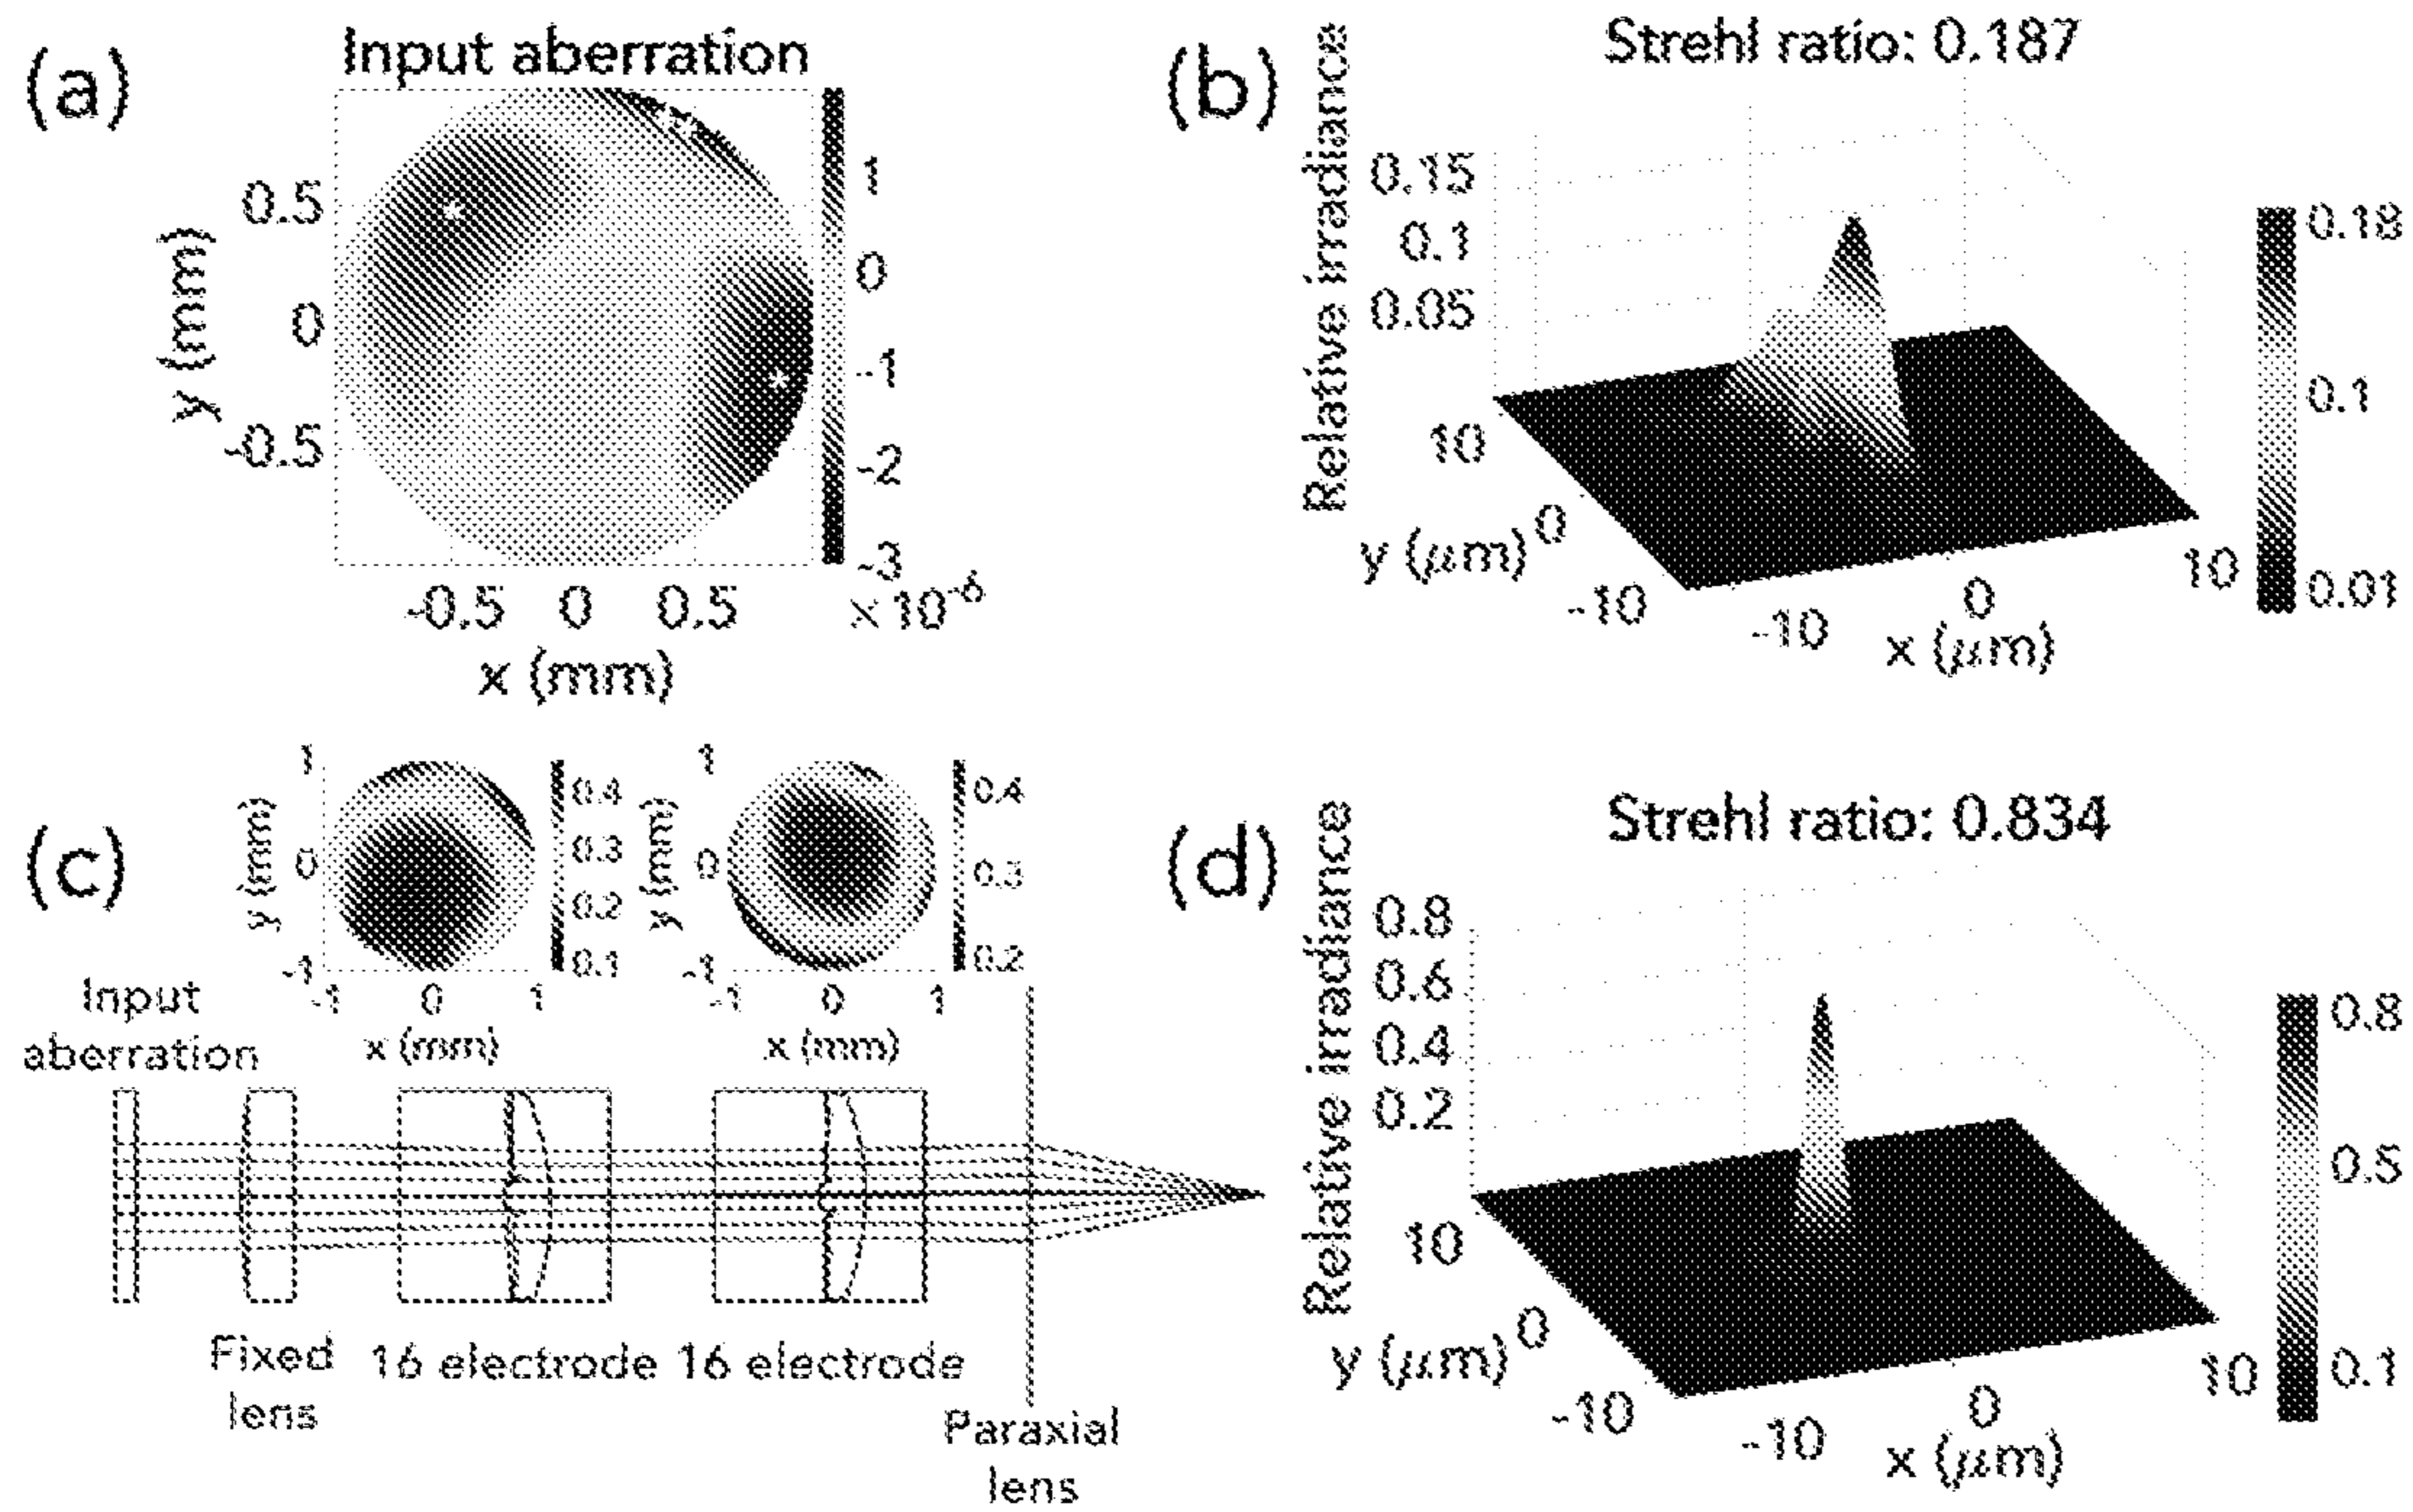 (a)
Input aberration
0.5
0
-0.5
y (mm)
-0.5 0 0.5
x (mm)
1
0
-1
-2
-3
×10-6
(b)
Strehl ratio: 0.187
Relative irradiance
0.15
0.1
0.05
10
0
-10
y (μm)
-10
0
10
x (μm)
0.18
0.1
0.01
(c)
1
0
-1
y (mm)
-1 0 1
x (mm)
0.4
0.3
0.2
0.1
1
0
-1
y (mm)
-1 0 1
x (mm)
0.4
0.3
0.2
Input
aberration
Fixed
lens
16 electrode
16 electrode
Paraxial
lens
(d)
Strehl ratio: 0.834
Relative irradiance
0.8
0.6
0.4
0.2
10
0
-10
y (μm)
-10
0
10
x (μm)
0.8
0.5
0.1